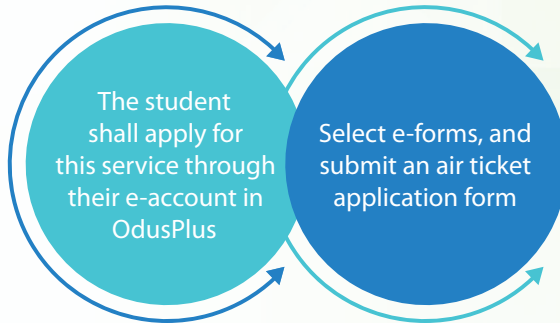 The student
shall apply for
this service through
their e-account in
OdusPlus
Select e-forms, and
submit an air ticket
application form